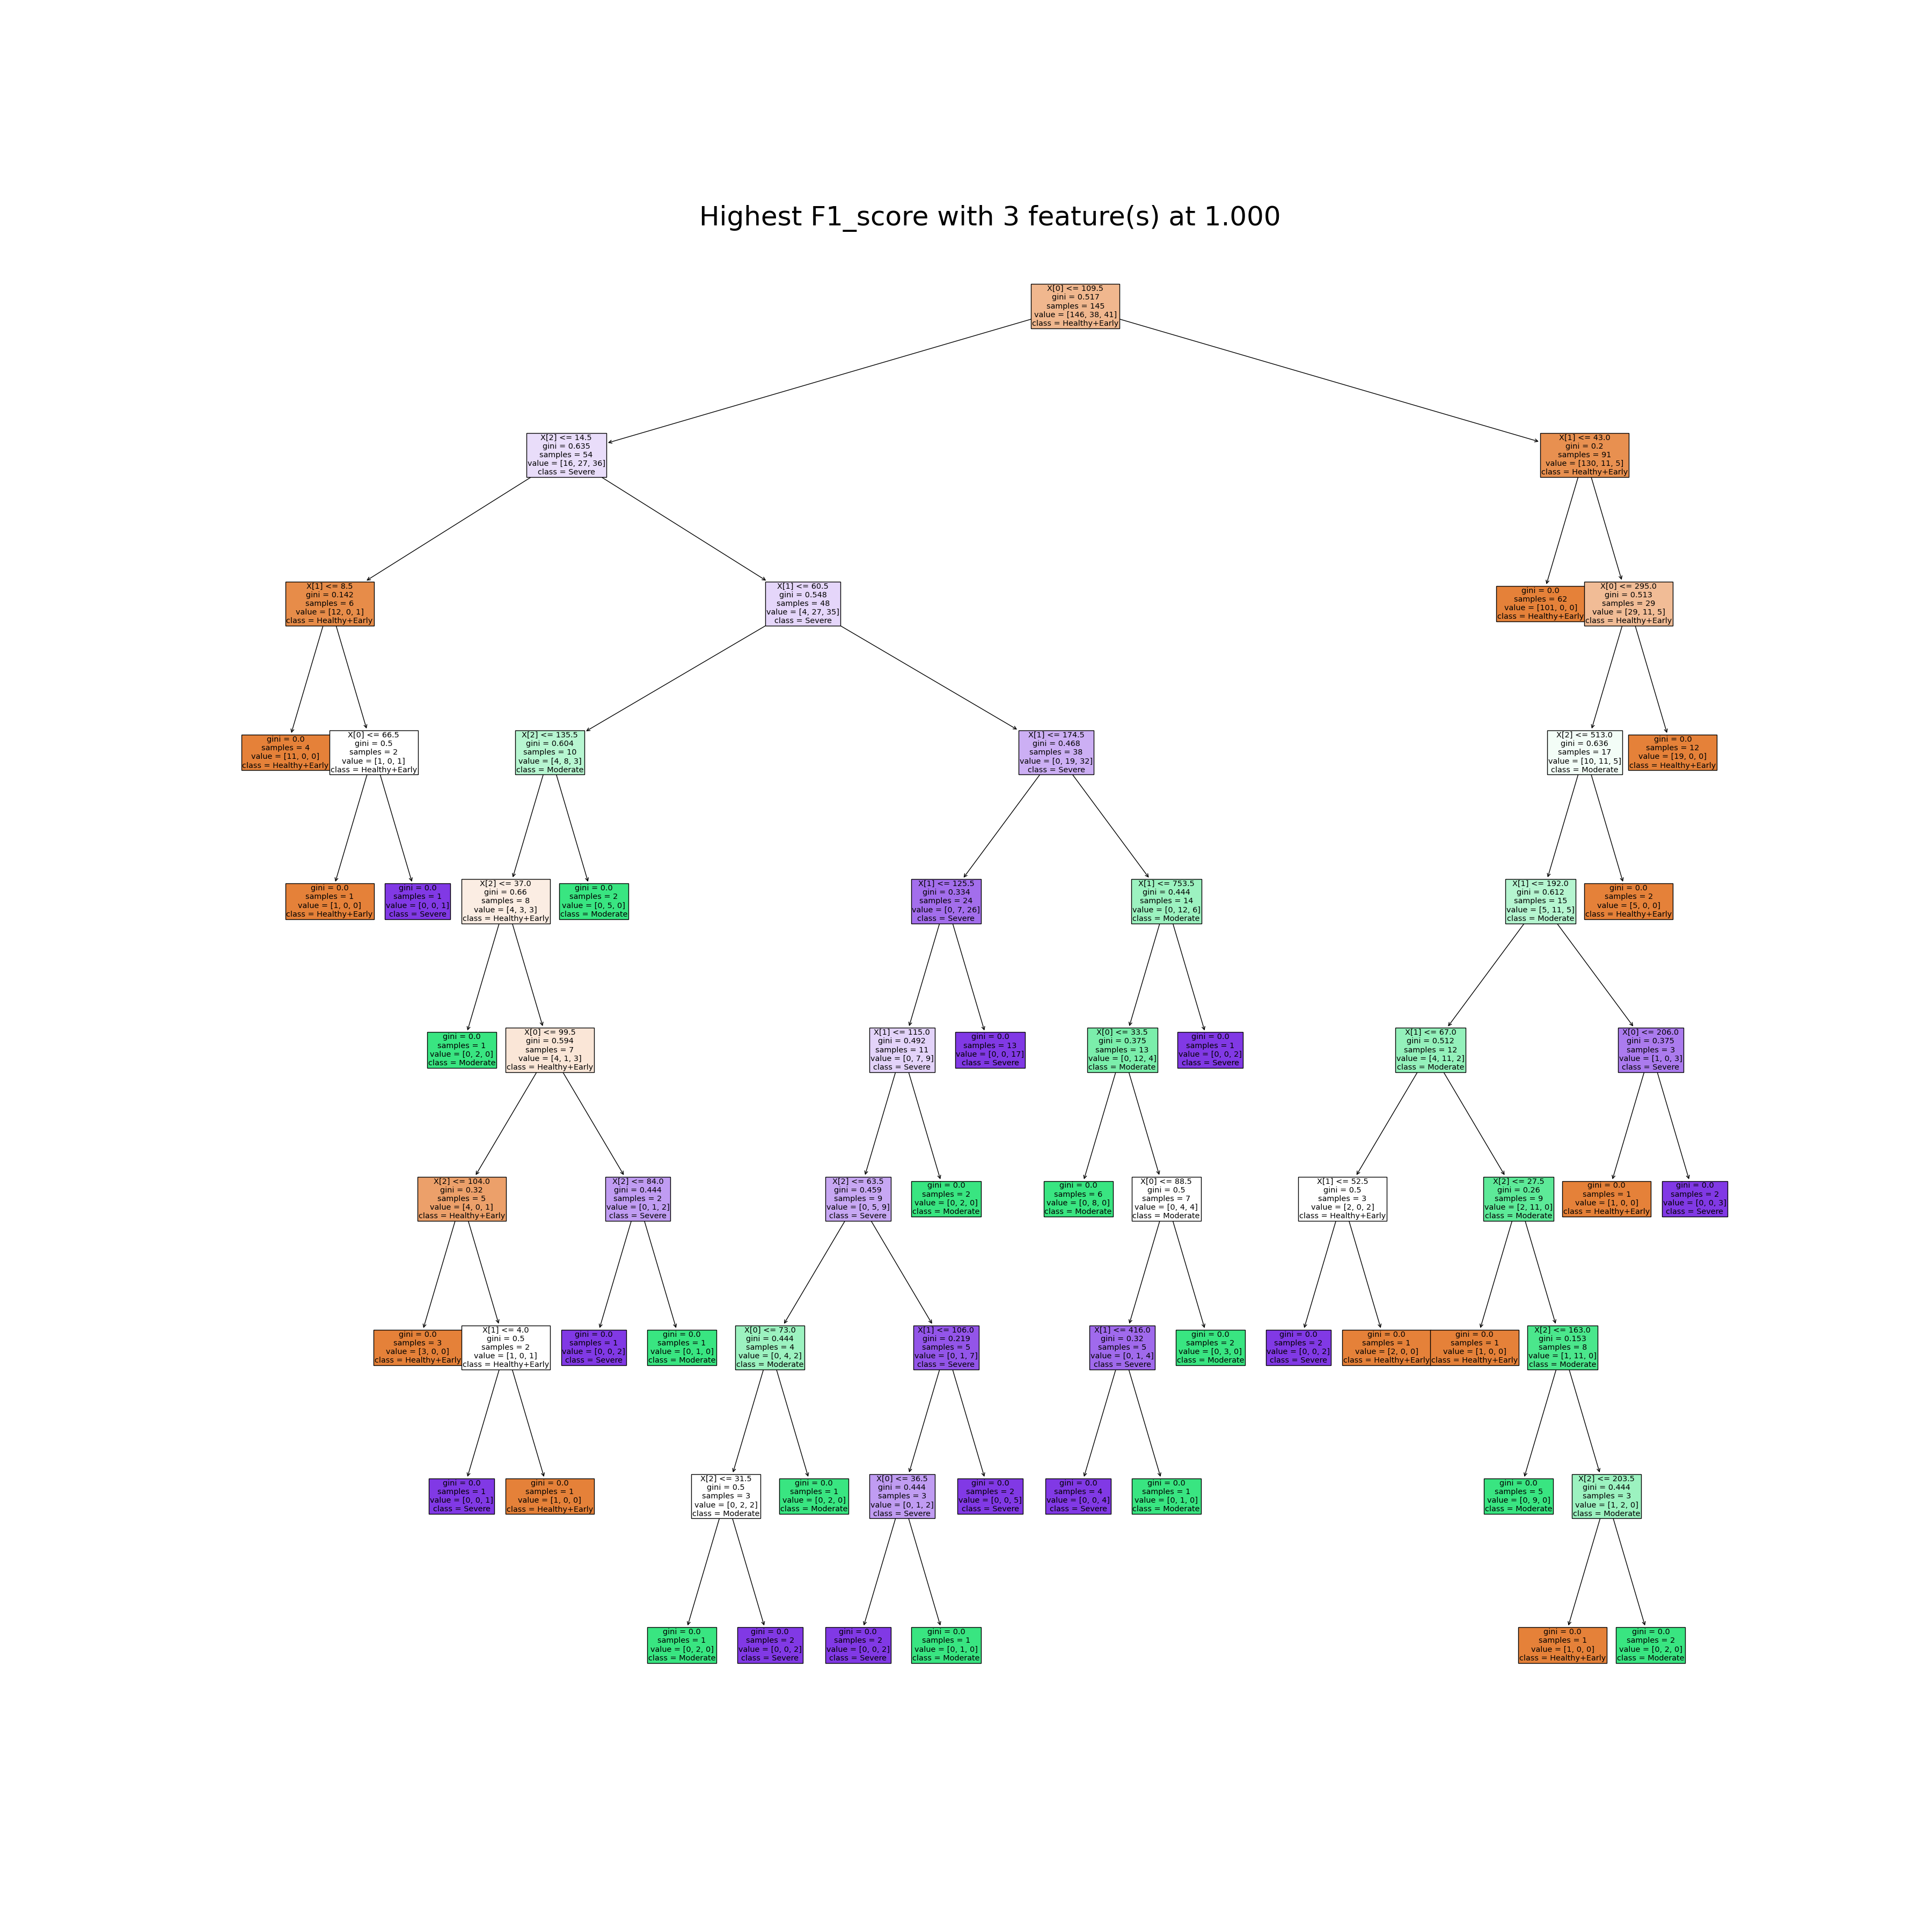 Highest F1_score with 3 feature(s) at 1.000
X[0] <= 109.5
gini = 0.517
samples = 145
value = [146, 38, 41]
class = Healthy+Early
X[2] <= 14.5
gini = 0.635
samples = 54
value = [16, 27, 36]
class = Severe
X[1] <= 43.0
gini = 0.2
samples = 91
value = [130, 11, 5]
class = Healthy+Early
X[1] <= 8.5
gini = 0.142
samples = 6
value = [12, 0, 1]
class = Healthy+Early
X[1] <= 60.5
gini = 0.548
samples = 48
value = [4, 27, 35]
class = Severe
gini = 0.0
samples = 62
value = [101, 0, 0]
class = Healthy+Early
X[0] <= 295.0
gini = 0.513
samples = 29
value = [29, 11, 5]
class = Healthy+Early
gini = 0.0
samples = 4
value = [11, 0, 0]
class = Healthy+Early
X[0] <= 66.5
gini = 0.5
samples = 2
value = [1, 0, 1]
class = Healthy+Early
X[2] <= 135.5
gini = 0.604
samples = 10
value = [4, 8, 3]
class = Moderate
X[1] <= 174.5
gini = 0.468
samples = 38
value = [0, 19, 32]
class = Severe
X[2] <= 513.0
gini = 0.636
samples = 17
value = [10, 11, 5]
class = Moderate
gini = 0.0
samples = 12
value = [19, 0, 0]
class = Healthy+Early
gini = 0.0
samples = 1
value = [1, 0, 0]
class = Healthy+Early
gini = 0.0
samples = 1
value = [0, 0, 1]
class = Severe
X[2] <= 37.0
gini = 0.66
samples = 8
value = [4, 3, 3]
class = Healthy+Early
gini = 0.0
samples = 2
value = [0, 5, 0]
class = Moderate
X[1] <= 125.5
gini = 0.334
samples = 24
value = [0, 7, 26]
class = Severe
X[1] <= 753.5
gini = 0.444
samples = 14
value = [0, 12, 6]
class = Moderate
X[1] <= 192.0
gini = 0.612
samples = 15
value = [5, 11, 5]
class = Moderate
gini = 0.0
samples = 2
value = [5, 0, 0]
class = Healthy+Early
gini = 0.0
samples = 1
value = [0, 2, 0]
class = Moderate
X[0] <= 99.5
gini = 0.594
samples = 7
value = [4, 1, 3]
class = Healthy+Early
X[1] <= 115.0
gini = 0.492
samples = 11
value = [0, 7, 9]
class = Severe
gini = 0.0
samples = 13
value = [0, 0, 17]
class = Severe
X[0] <= 33.5
gini = 0.375
samples = 13
value = [0, 12, 4]
class = Moderate
gini = 0.0
samples = 1
value = [0, 0, 2]
class = Severe
X[1] <= 67.0
gini = 0.512
samples = 12
value = [4, 11, 2]
class = Moderate
X[0] <= 206.0
gini = 0.375
samples = 3
value = [1, 0, 3]
class = Severe
X[2] <= 104.0
gini = 0.32
samples = 5
value = [4, 0, 1]
class = Healthy+Early
X[2] <= 84.0
gini = 0.444
samples = 2
value = [0, 1, 2]
class = Severe
X[2] <= 63.5
gini = 0.459
samples = 9
value = [0, 5, 9]
class = Severe
gini = 0.0
samples = 2
value = [0, 2, 0]
class = Moderate
gini = 0.0
samples = 6
value = [0, 8, 0]
class = Moderate
X[0] <= 88.5
gini = 0.5
samples = 7
value = [0, 4, 4]
class = Moderate
X[1] <= 52.5
gini = 0.5
samples = 3
value = [2, 0, 2]
class = Healthy+Early
X[2] <= 27.5
gini = 0.26
samples = 9
value = [2, 11, 0]
class = Moderate
gini = 0.0
samples = 1
value = [1, 0, 0]
class = Healthy+Early
gini = 0.0
samples = 2
value = [0, 0, 3]
class = Severe
gini = 0.0
samples = 3
value = [3, 0, 0]
class = Healthy+Early
X[1] <= 4.0
gini = 0.5
samples = 2
value = [1, 0, 1]
class = Healthy+Early
gini = 0.0
samples = 1
value = [0, 0, 2]
class = Severe
gini = 0.0
samples = 1
value = [0, 1, 0]
class = Moderate
X[0] <= 73.0
gini = 0.444
samples = 4
value = [0, 4, 2]
class = Moderate
X[1] <= 106.0
gini = 0.219
samples = 5
value = [0, 1, 7]
class = Severe
X[1] <= 416.0
gini = 0.32
samples = 5
value = [0, 1, 4]
class = Severe
gini = 0.0
samples = 2
value = [0, 3, 0]
class = Moderate
gini = 0.0
samples = 2
value = [0, 0, 2]
class = Severe
gini = 0.0
samples = 1
value = [2, 0, 0]
class = Healthy+Early
gini = 0.0
samples = 1
value = [1, 0, 0]
class = Healthy+Early
X[2] <= 163.0
gini = 0.153
samples = 8
value = [1, 11, 0]
class = Moderate
gini = 0.0
samples = 1
value = [0, 0, 1]
class = Severe
gini = 0.0
samples = 1
value = [1, 0, 0]
class = Healthy+Early
X[2] <= 31.5
gini = 0.5
samples = 3
value = [0, 2, 2]
class = Moderate
gini = 0.0
samples = 1
value = [0, 2, 0]
class = Moderate
X[0] <= 36.5
gini = 0.444
samples = 3
value = [0, 1, 2]
class = Severe
gini = 0.0
samples = 2
value = [0, 0, 5]
class = Severe
gini = 0.0
samples = 4
value = [0, 0, 4]
class = Severe
gini = 0.0
samples = 1
value = [0, 1, 0]
class = Moderate
gini = 0.0
samples = 5
value = [0, 9, 0]
class = Moderate
X[2] <= 203.5
gini = 0.444
samples = 3
value = [1, 2, 0]
class = Moderate
gini = 0.0
samples = 1
value = [0, 2, 0]
class = Moderate
gini = 0.0
samples = 2
value = [0, 0, 2]
class = Severe
gini = 0.0
samples = 2
value = [0, 0, 2]
class = Severe
gini = 0.0
samples = 1
value = [0, 1, 0]
class = Moderate
gini = 0.0
samples = 1
value = [1, 0, 0]
class = Healthy+Early
gini = 0.0
samples = 2
value = [0, 2, 0]
class = Moderate